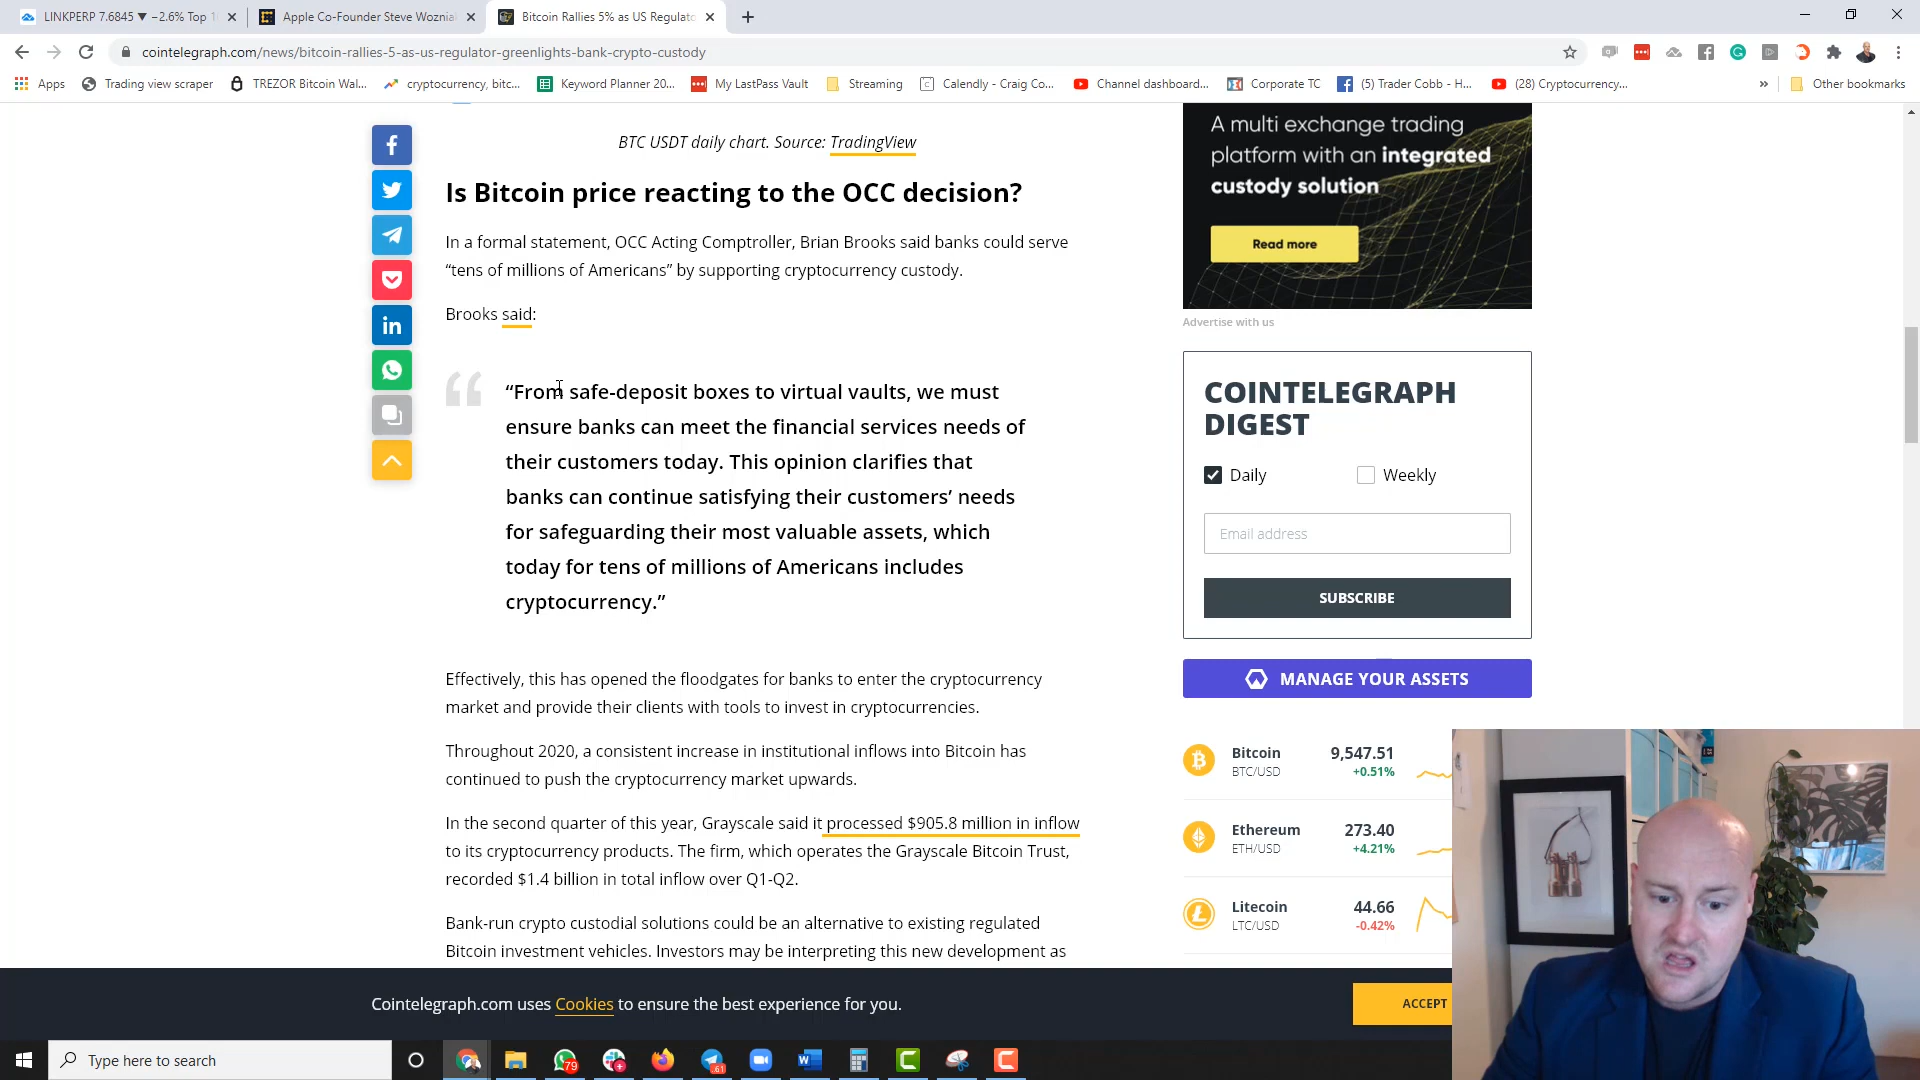 LINKPERP 7.6845 ▼ −2.6% Top 1
Apple Co-Founder Steve Woznia
Bitcoin Rallies 5% as US Regulato
cointelegraph.com/news/bitcoin-rallies-5-as-us-regulator-greenlights-bank-crypto-custody
Apps
Trading view scraper
TREZOR Bitcoin Wal...
cryptocurrency, bitc...
Keyword Planner 20...
My LastPass Vault
Streaming
Calendly - Craig Co...
Channel dashboard...
Corporate TC
(5) Trader Cobb - H...
(28) Cryptocurrency...
»
Other bookmarks
BTC USDT daily chart. Source: TradingView
Is Bitcoin price reacting to the OCC decision?
In a formal statement, OCC Acting Comptroller, Brian Brooks said banks could serve
“tens of millions of Americans” by supporting cryptocurrency custody.
Brooks said:
“From safe-deposit boxes to virtual vaults, we must
ensure banks can meet the financial services needs of
their customers today. This opinion clarifies that
banks can continue satisfying their customers’ needs
for safeguarding their most valuable assets, which
today for tens of millions of Americans includes
cryptocurrency.”
Effectively, this has opened the floodgates for banks to enter the cryptocurrency
market and provide their clients with tools to invest in cryptocurrencies.
Throughout 2020, a consistent increase in institutional inflows into Bitcoin has
continued to push the cryptocurrency market upwards.
In the second quarter of this year, Grayscale said it processed $905.8 million in inflow
to its cryptocurrency products. The firm, which operates the Grayscale Bitcoin Trust,
recorded $1.4 billion in total inflow over Q1-Q2.
Bank-run crypto custodial solutions could be an alternative to existing regulated
Bitcoin investment vehicles. Investors may be interpreting this new development as
A multi exchange trading
platform with an integrated
custody solution
Read more
Advertise with us
COINTELEGRAPH
DIGEST
Daily
Weekly
Email address
SUBSCRIBE
MANAGE YOUR ASSETS
Bitcoin 9,547.51
BTC/USD +0.51%
Ethereum 273.40
ETH/USD +4.21%
Litecoin 44.66
LTC/USD -0.42%
Cointelegraph.com uses Cookies to ensure the best experience for you.
ACCEPT
Type here to search
79
61